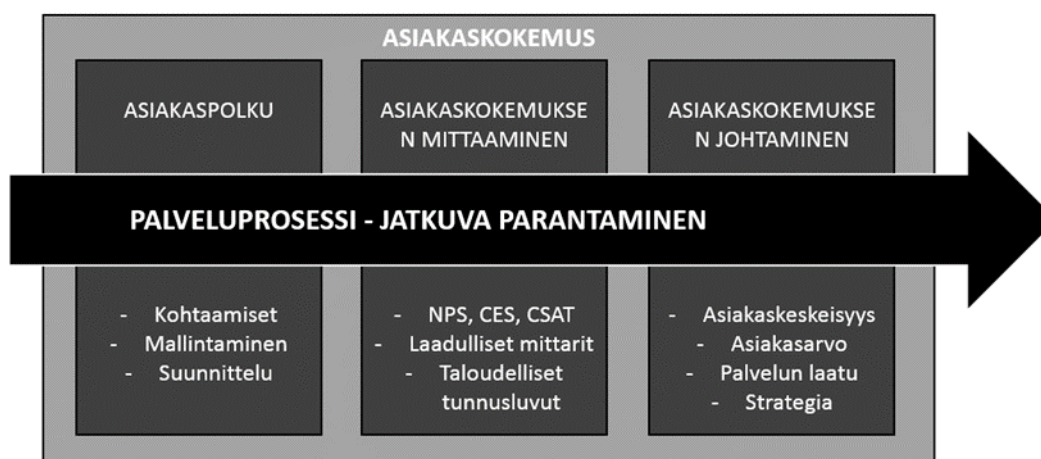 ASIAKASKOKEMUS
ASIAKASPOLKU
ASIAKASKOKEMUKSE
N MITTAAMINEN
ASIAKASKOKEMUKSE
N JOHTAMINEN
PALVELUPROSESSI - JATKUVA PARANTAMINEN
- Kohtaamiset
- Mallintaminen
- Suunnittelu
- NPS, CES, CSAT
- Laadulliset mittarit
- Taloudelliset
tunnusluvut
- Asiakaskeskeisyys
- Asiakasarvo
- Palvelun laatu
- Strategia